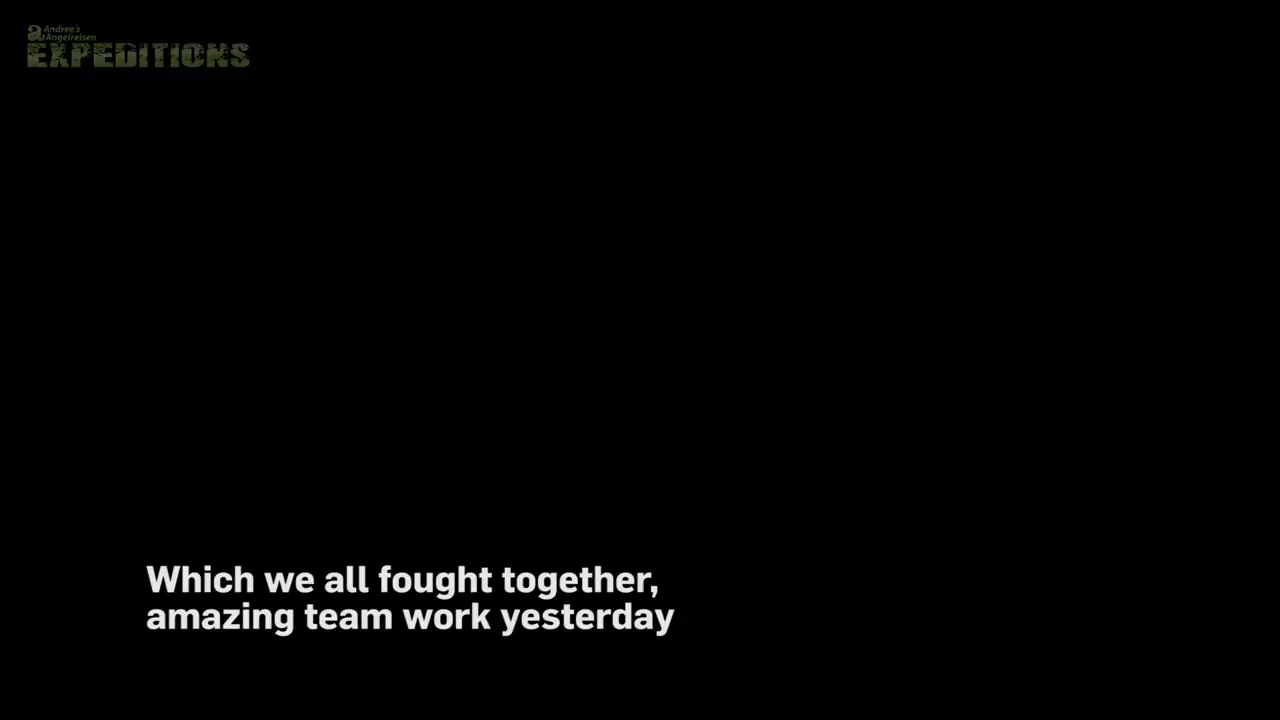 a Andree's
Angelreisen
EXPEDITIONS
Which we all fought together,
amazing team work yesterday